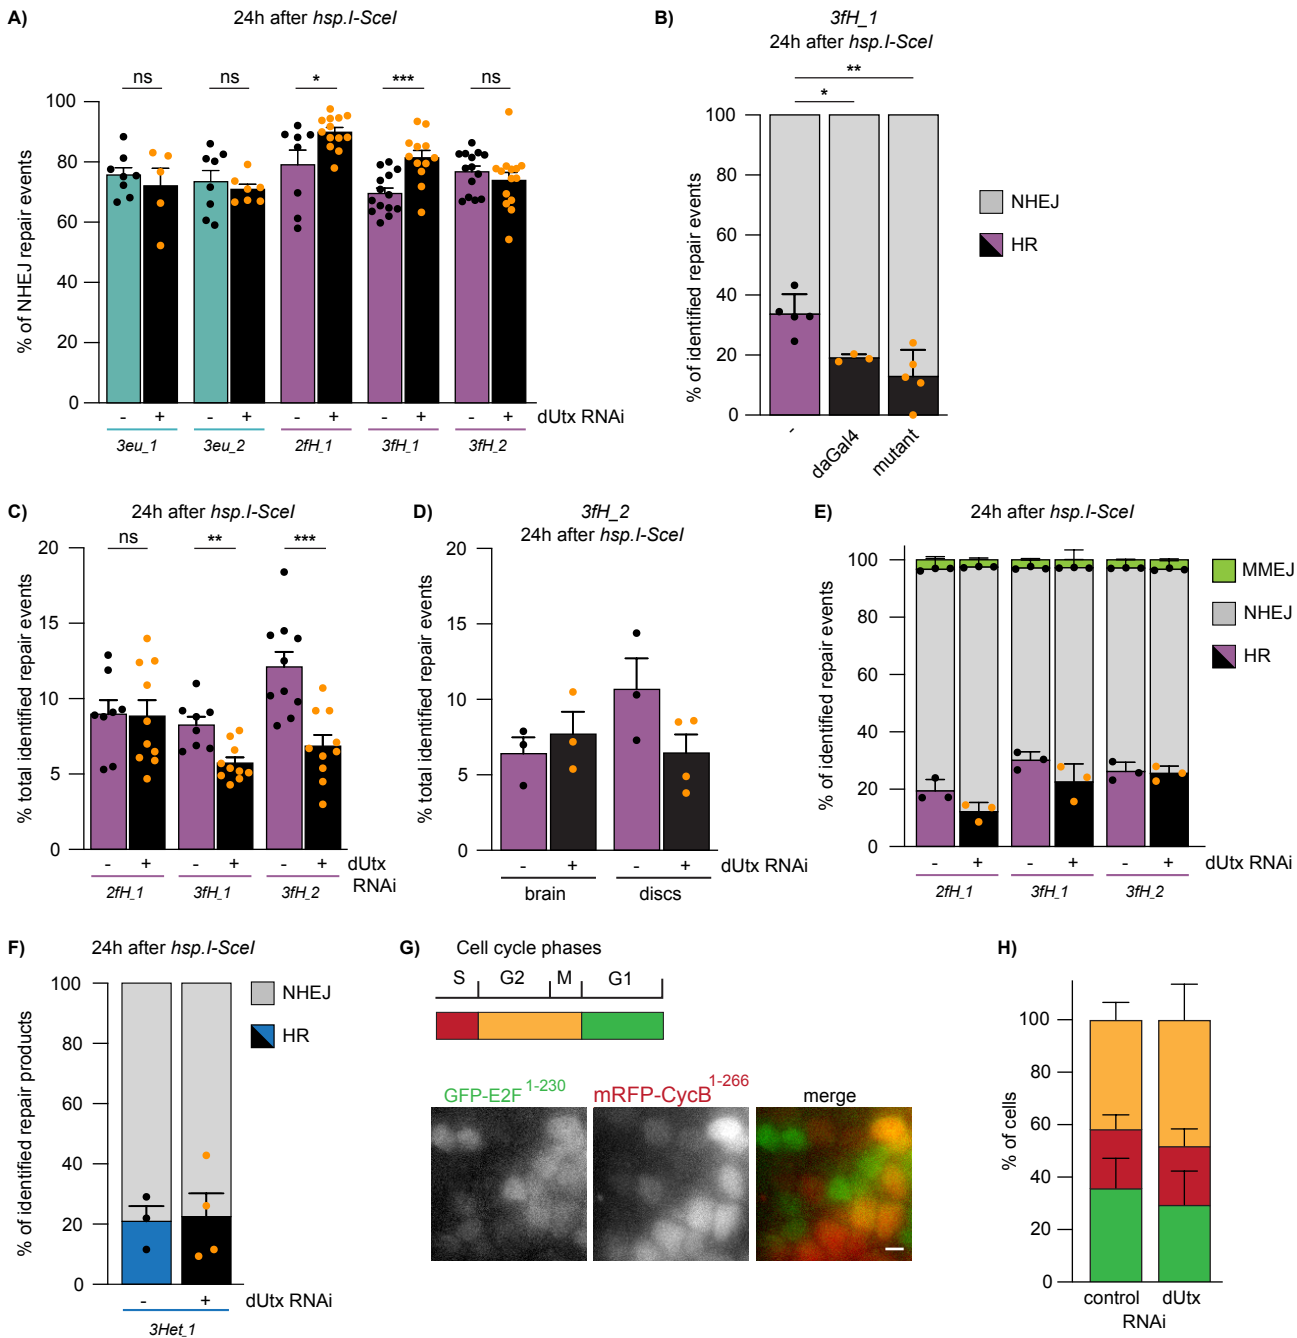 A)
24h after hsp.I-SceI
ns
ns
*
***
ns
% of NHEJ repair events
100
80
60
40
20
0
- + - + - + - + - + dUtx RNAi
3eu_1 3eu_2 2fH_1 3fH_1 3fH_2
B)
3fH_1
24h after hsp.I-SceI
**
*
% of identified repair events
100
80
60
40
20
0
- daGal4 mutant
NHEJ
HR
C)
24h after hsp.I-SceI
ns
**
***
% total identified repair events
20
15
10
5
0
- + - + - + dUtx
RNAi
2fH_1 3fH_1 3fH_2
D)
3fH_2
24h after hsp.I-SceI
% total identified repair events
20
15
10
5
0
- + - + dUtx RNAi
brain discs
E)
24h after hsp.I-SceI
% of identified repair events
100
80
60
40
20
0
- + - + - + dUtx RNAi
2fH_1 3fH_1 3fH_2
MMEJ
NHEJ
HR
F)
24h after hsp.I-SceI
% of identified repair products
100
80
60
40
20
0
- + dUtx RNAi
3Het_1
NHEJ
HR
G)
Cell cycle phases
S G2 M G1
GFP-E2F 1-230
mRFP-CycB 1-266
merge
H)
% of cells
100
80
60
40
20
0
control dUtx
RNAi